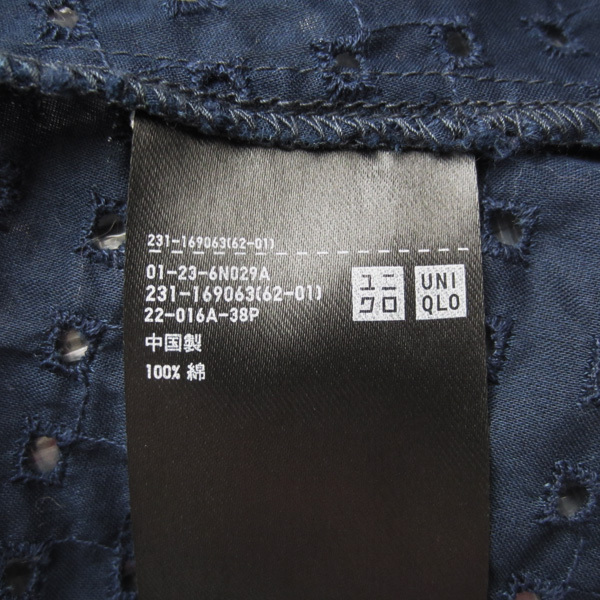 231-169063(62-01)
01-23-6N029A
231-169063(62-01)
22-016A-38P
中国製
100% 綿
ユニ
クロ
UNI
QLO